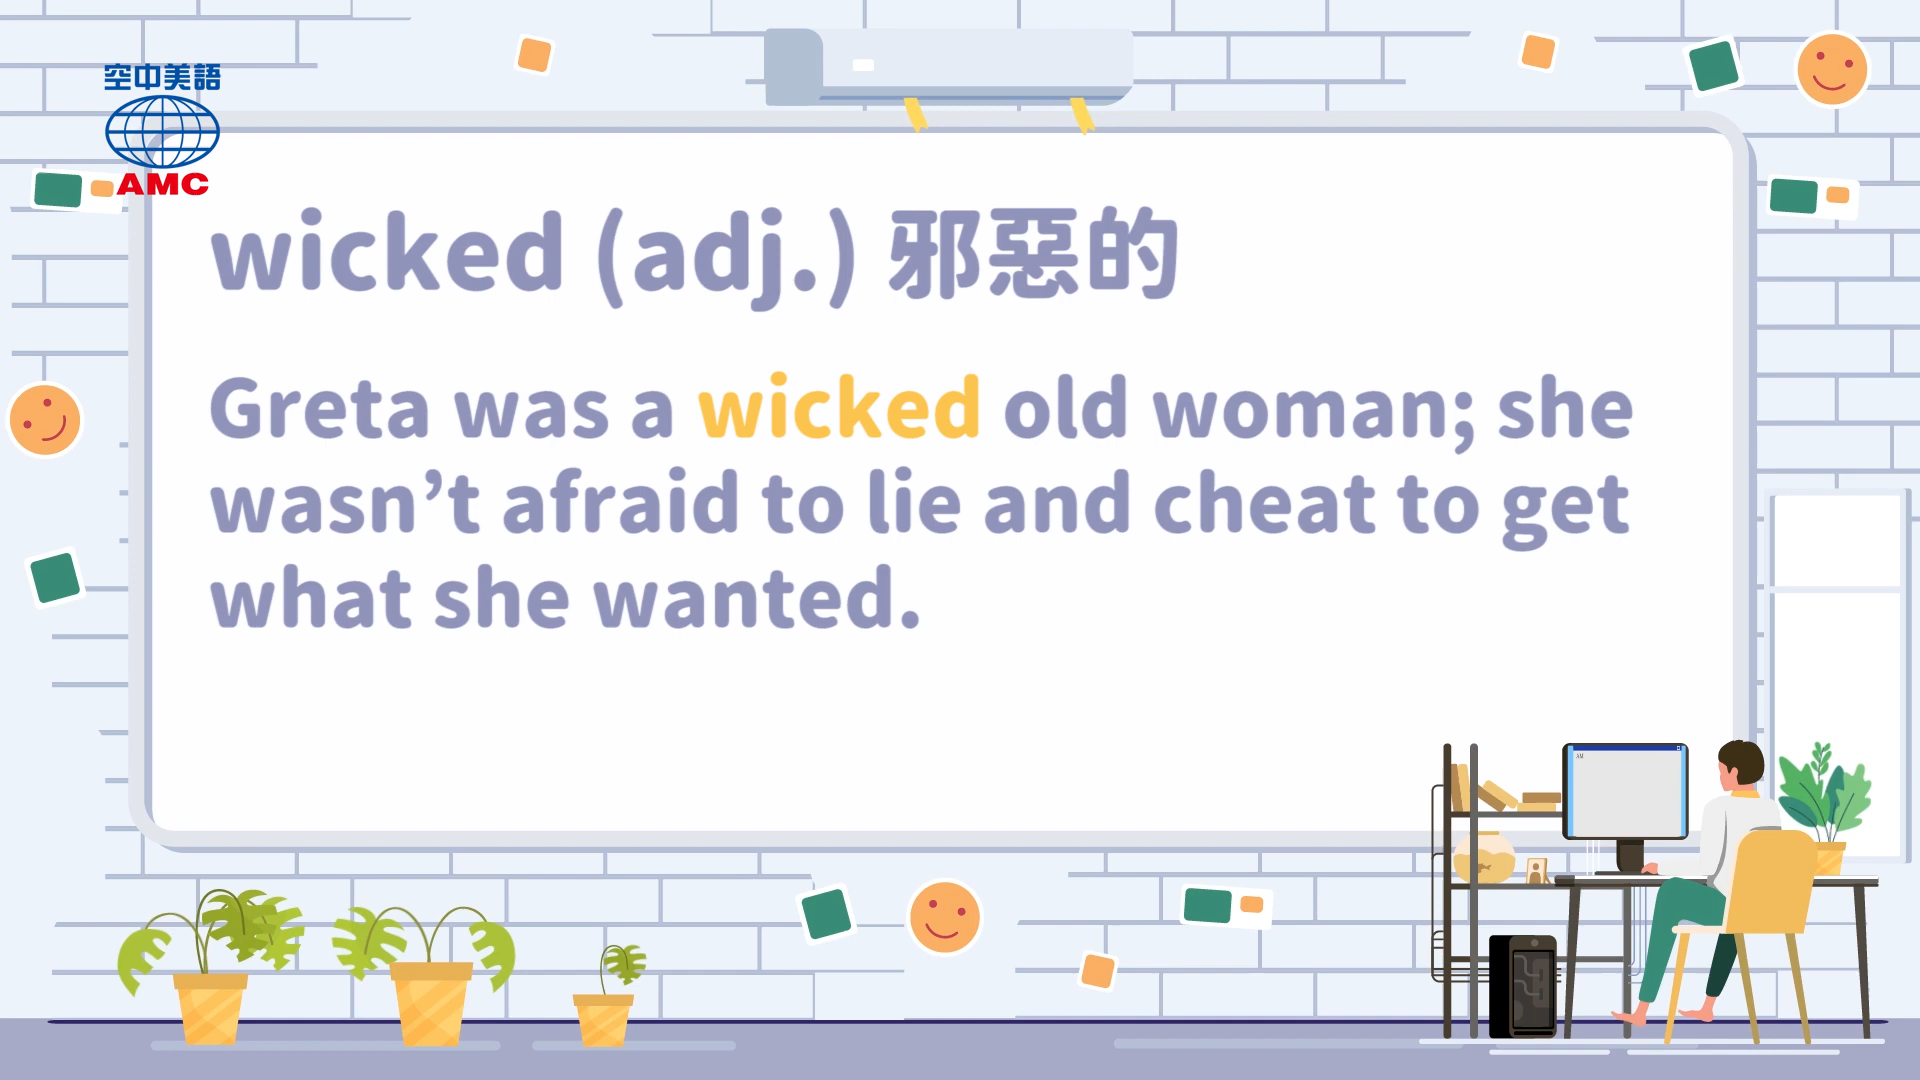 空中美語
AMC
wicked (adj.) 邪惡的
Greta was a wicked old woman; she
wasn’t afraid to lie and cheat to get
what she wanted.